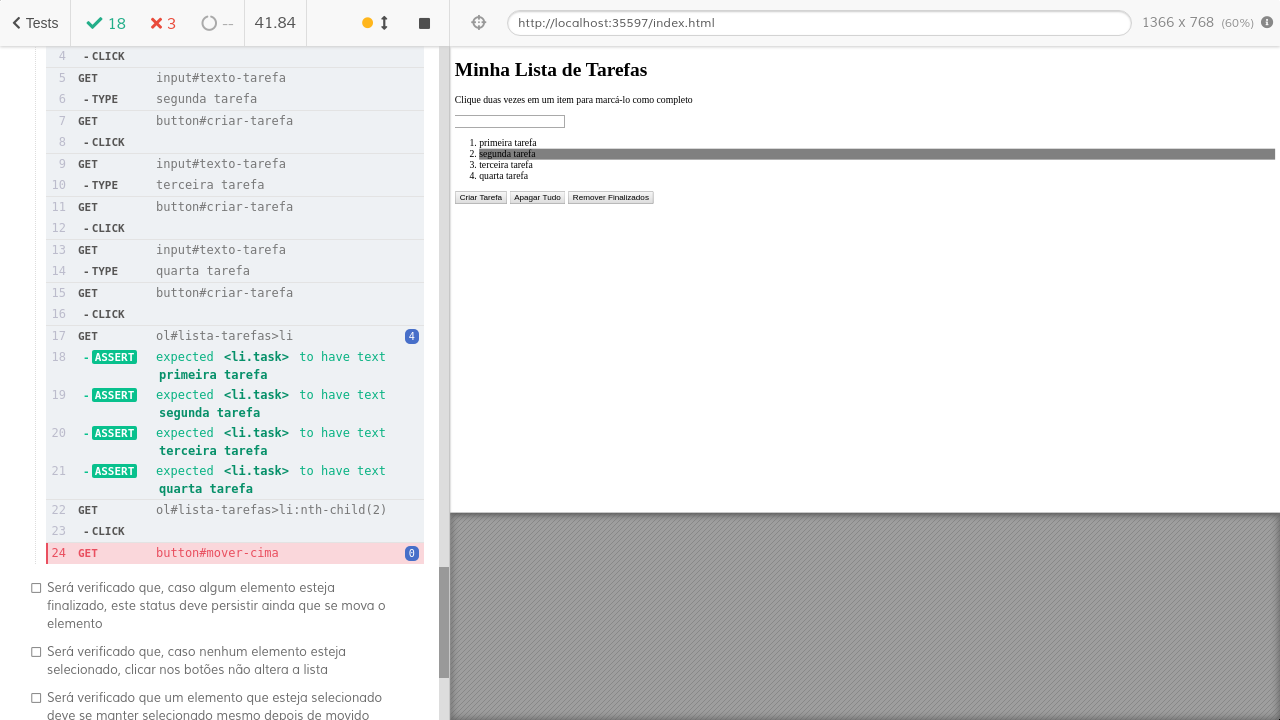 Tests
18
3
--
41.84
http://localhost:35597/index.html
1366 x 768 (60%)
4 - CLICK
5 GET input#texto-tarefa
6 - TYPE segunda tarefa
7 GET button#criar-tarefa
8 - CLICK
9 GET input#texto-tarefa
10 - TYPE terceira tarefa
11 GET button#criar-tarefa
12 - CLICK
13 GET input#texto-tarefa
14 - TYPE quarta tarefa
15 GET button#criar-tarefa
16 - CLICK
17 GET ol#lista-tarefas>li 4
18 - ASSERT expected <li.task> to have text
primeira tarefa
19 - ASSERT expected <li.task> to have text
segunda tarefa
20 - ASSERT expected <li.task> to have text
terceira tarefa
21 - ASSERT expected <li.task> to have text
quarta tarefa
22 GET ol#lista-tarefas>li:nth-child(2)
23 - CLICK
24 GET button#mover-cima 0
Será verificado que, caso algum elemento esteja
finalizado, este status deve persistir ainda que se mova o
elemento
Será verificado que, caso nenhum elemento esteja
selecionado, clicar nos botões não altera a lista
Será verificado que um elemento que esteja selecionado
deve se manter selecionado mesmo depois de movido
Minha Lista de Tarefas
Clique duas vezes em um item para marcá-lo como completo
1. primeira tarefa
2. segunda tarefa
3. terceira tarefa
4. quarta tarefa
Criar Tarefa Apagar Tudo Remover Finalizados